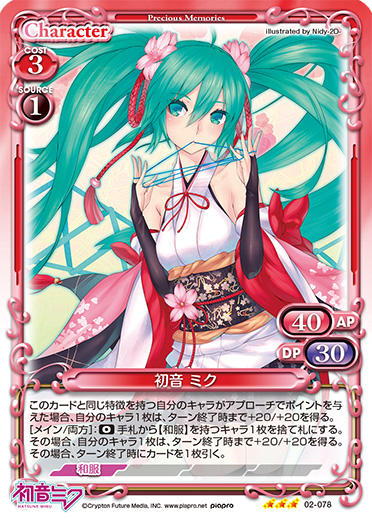 Precious Memories
Character
illustrated by Nidy-2D-
COST
3
SOURCE
1
40 AP
DP 30
初音 ミク
このカードと同じ特徴を持つ自分のキャラがアプローチでポイントを与
えた場合、自分のキャラ1枚は、ターン終了時まで+20/+20を得る。
[メイン/両方]: 手札から【和服】を持つキャラ1枚を捨て札にする。
その場合、自分のキャラ1枚は、ターン終了時まで+20/+20を得る。
その場合、ターン終了時にカードを1枚引く。
和服
初音ミク
HATSUNE MIKU
©Crypton Future Media, INC. www.piapro.net piapro
★★★ 02-078